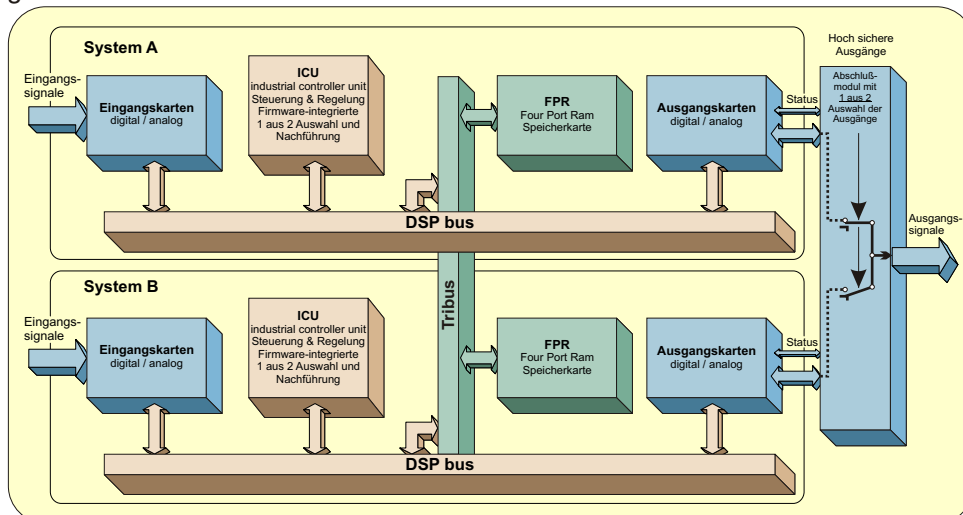 System A
Eingangs-
signale
Eingangskarten
digital / analog
ICU
industrial controller unit
Steuerung & Regelung
Firmware-integrierte
1 aus 2 Auswahl und
Nachführung
FPR
Four Port Ram
Speicherkarte
Ausgangskarten
digital / analog
Status
DSP bus
Hoch sichere
Ausgänge
Abschluß-
modul mit
1 aus 2
Auswahl der
Ausgänge
Ausgangs-
signale
Tribus
System B
Eingangs-
signale
Eingangskarten
digital / analog
ICU
industrial controller unit
Steuerung & Regelung
Firmware-integrierte
1 aus 2 Auswahl und
Nachführung
FPR
Four Port Ram
Speicherkarte
Ausgangskarten
digital / analog
Status
DSP bus